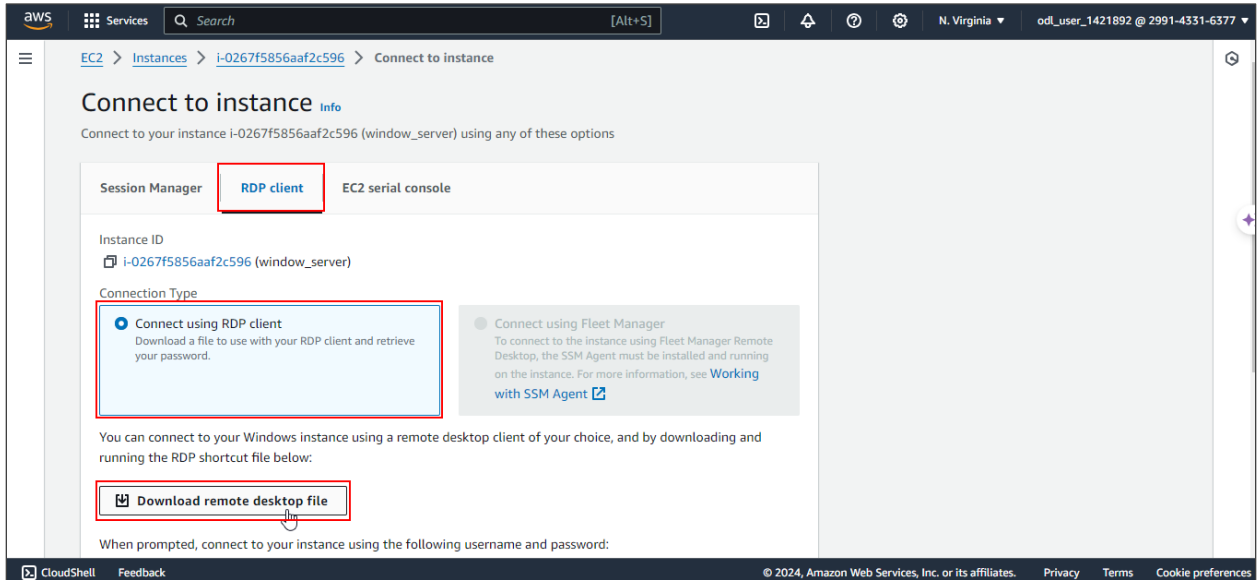 aws
Services
Search [Alt+S]
N. Virginia
odl_user_1421892 @ 2991-4331-6377
EC2 > Instances > i-0267f5856aaf2c596 > Connect to instance
Connect to instance Info
Connect to your instance i-0267f5856aaf2c596 (window_server) using any of these options
Session Manager
RDP client
EC2 serial console
Instance ID
i-0267f5856aaf2c596 (window_server)
Connection Type
Connect using RDP client
Download a file to use with your RDP client and retrieve
your password.
Connect using Fleet Manager
To connect to the instance using Fleet Manager Remote
Desktop, the SSM Agent must be installed and running
on the instance. For more information, see Working
with SSM Agent
You can connect to your Windows instance using a remote desktop client of your choice, and by downloading and
running the RDP shortcut file below:
Download remote desktop file
When prompted, connect to your instance using the following username and password:
CloudShell
Feedback
© 2024, Amazon Web Services, Inc. or its affiliates.
Privacy
Terms
Cookie preferences